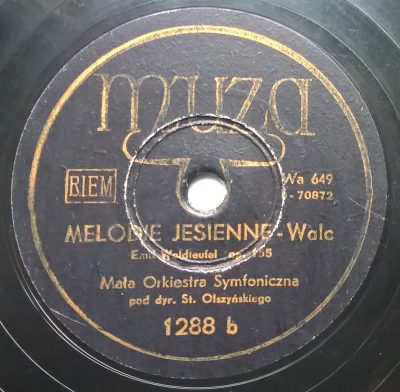 muza
BIEM
Wa 649
- 70872
MELODIE JESIENNE - Walc
Emil Waldteufel op. 155
Mała Orkiestra Symfoniczna
pod dyr. St. Olszyńskiego
1288 b